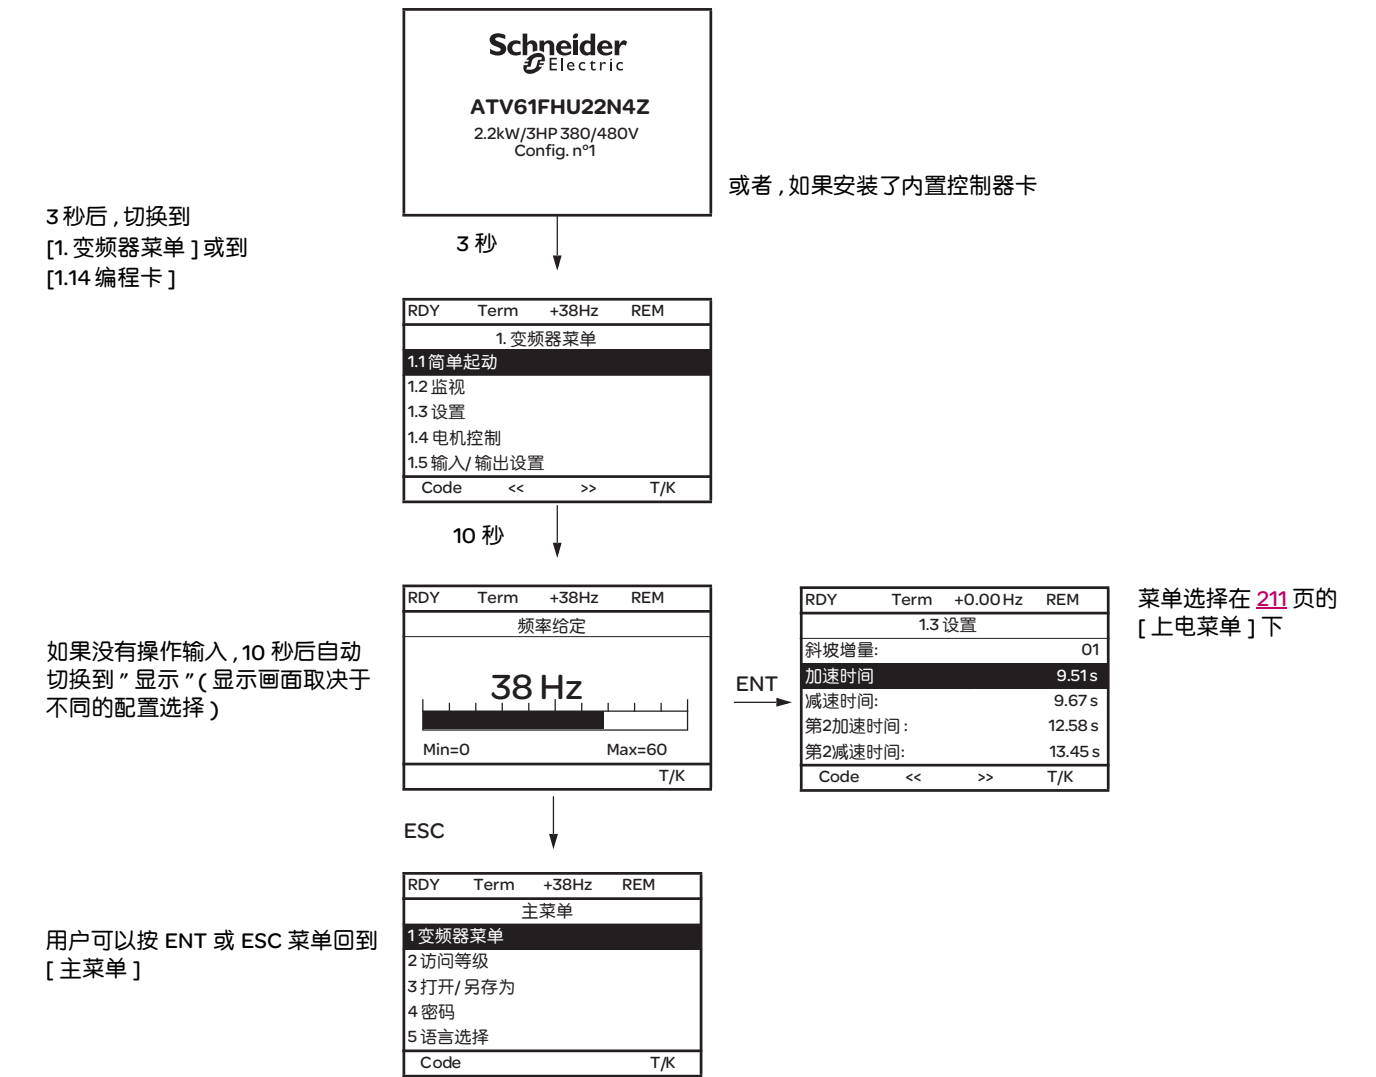 Schneider
Electric
ATV61FHU22N4Z
2.2kW/3HP 380/480V
Config. nº1
或者 , 如果安装了内置控制器卡
3 秒后 , 切换到
[1. 变频器菜单 ] 或到
[1.14 编程卡 ]
3 秒
RDY Term +38Hz REM
1. 变频器菜单
1.1 简单起动
1.2 监视
1.3 设置
1.4 电机控制
1.5 输入/ 输出设置
Code << >> T/K
10 秒
如果没有操作输入 , 10 秒后自动
切换到 " 显示 " ( 显示画面取决于
不同的配置选择 )
RDY Term +38Hz REM
频率给定
38 Hz
Min=0 Max=60
T/K
ENT
RDY Term +0.00 Hz REM
1.3 设置
斜坡增量: 01
加速时间 9.51 s
减速时间: 9.67 s
第2加速时间 : 12.58 s
第2减速时间: 13.45 s
Code << >> T/K
菜单选择在 211 页的
[ 上电菜单 ] 下
ESC
用户可以按 ENT 或 ESC 菜单回到
[ 主菜单 ]
RDY Term +38Hz REM
主菜单
1 变频器菜单
2 访问等级
3 打开/ 另存为
4 密码
5 语言选择
Code T/K